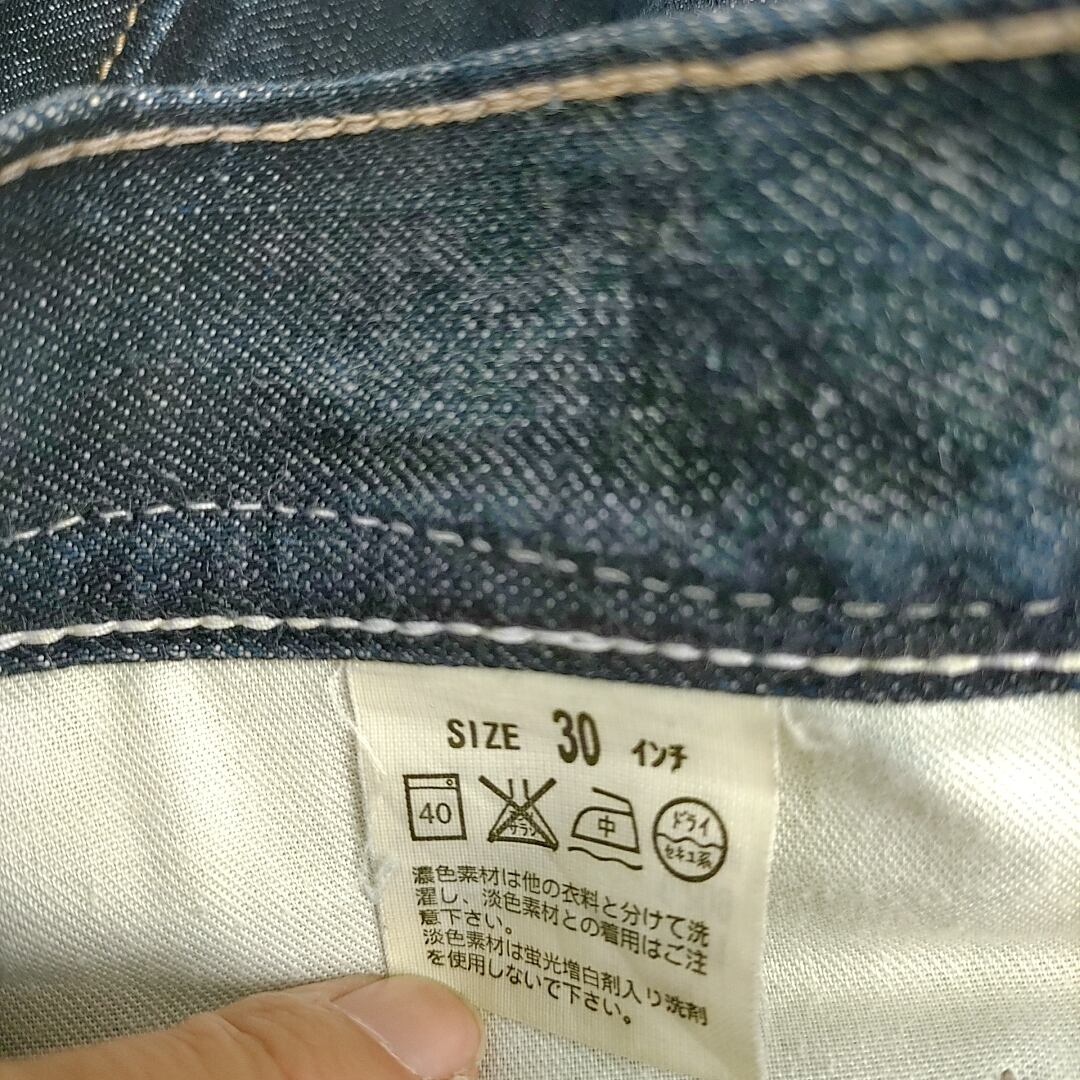 SIZE 30 インチ
40 サラシ 中 ドライ
セキユ系
濃色素材は他の衣料と分けて洗
濯し、淡色素材との着用はご注
意下さい。
淡色素材は蛍光増白剤入り洗剤
を使用しないで下さい。